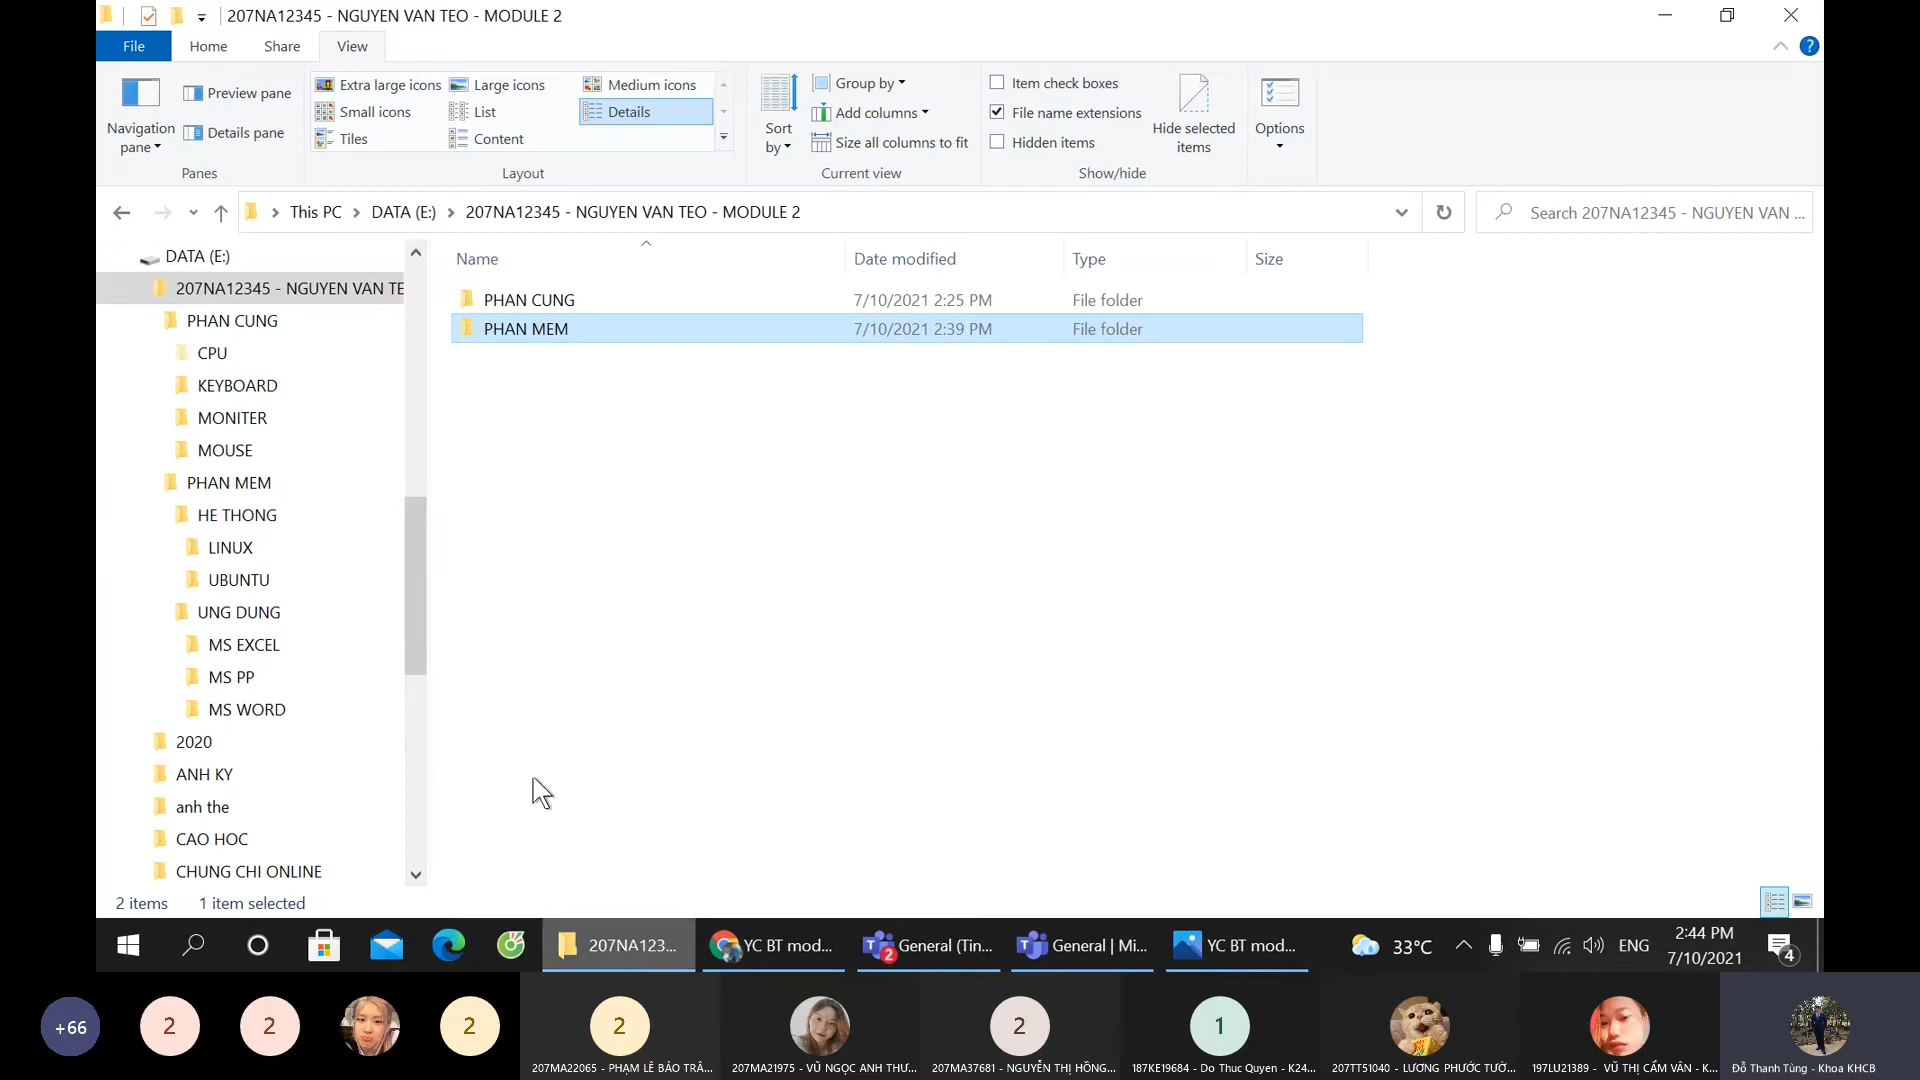 207NA12345 - NGUYEN VAN TEO - MODULE 2
File Home Share View
Navigation pane
Preview pane
Details pane
Panes
Extra large icons Large icons Medium icons
Small icons List Details
Tiles Content
Layout
Sort by
Group by
Add columns
Size all columns to fit
Current view
Item check boxes
File name extensions
Hidden items
Hide selected items
Show/hide
Options
This PC DATA (E:) 207NA12345 - NGUYEN VAN TEO - MODULE 2
Search 207NA12345 - NGUYEN VAN ...
DATA (E:)
207NA12345 - NGUYEN VAN TE
PHAN CUNG
CPU
KEYBOARD
MONITER
MOUSE
PHAN MEM
HE THONG
LINUX
UBUNTU
UNG DUNG
MS EXCEL
MS PP
MS WORD
2020
ANH KY
anh the
CAO HOC
CHUNG CHI ONLINE
Name Date modified Type Size
PHAN CUNG 7/10/2021 2:25 PM File folder
PHAN MEM 7/10/2021 2:39 PM File folder
2 items 1 item selected
207NA123... YC BT mod... 2 General (Tin... General | Mi... YC BT mod... 33°C ENG 2:44 PM
7/10/2021 4
+66 2 2 2 2 2 1
207MA22065 - PHẠM LÊ BẢO TRÂ... 207MA21975 - VŨ NGỌC ANH THƯ... 207MA37681 - NGUYỄN THỊ HỒNG... 187KE19684 - Do Thuc Quyen - K24... 207TT51040 - LƯƠNG PHƯỚC TƯỜ... 197LU21389 - VŨ THỊ CẨM VÂN - K... Đỗ Thanh Tùng - Khoa KHCB